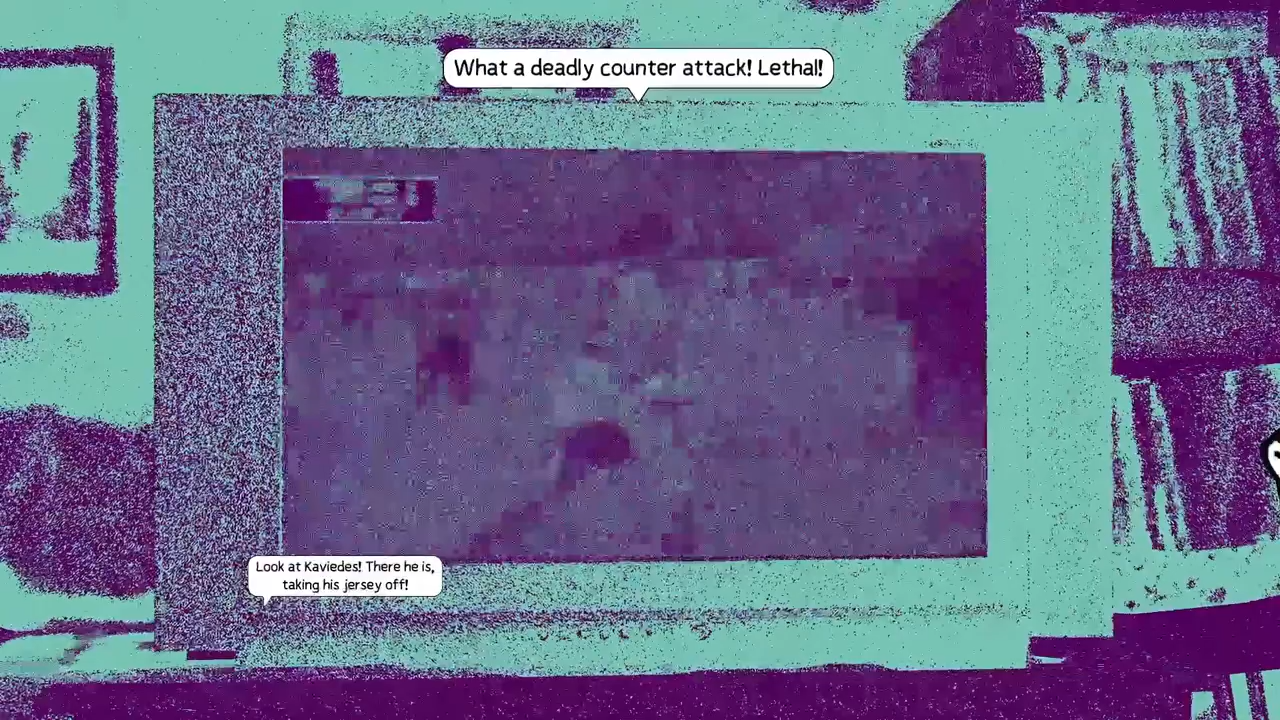 What a deadly counter attack! Lethal!
Look at Kaviedes! There he is,
taking his jersey off!